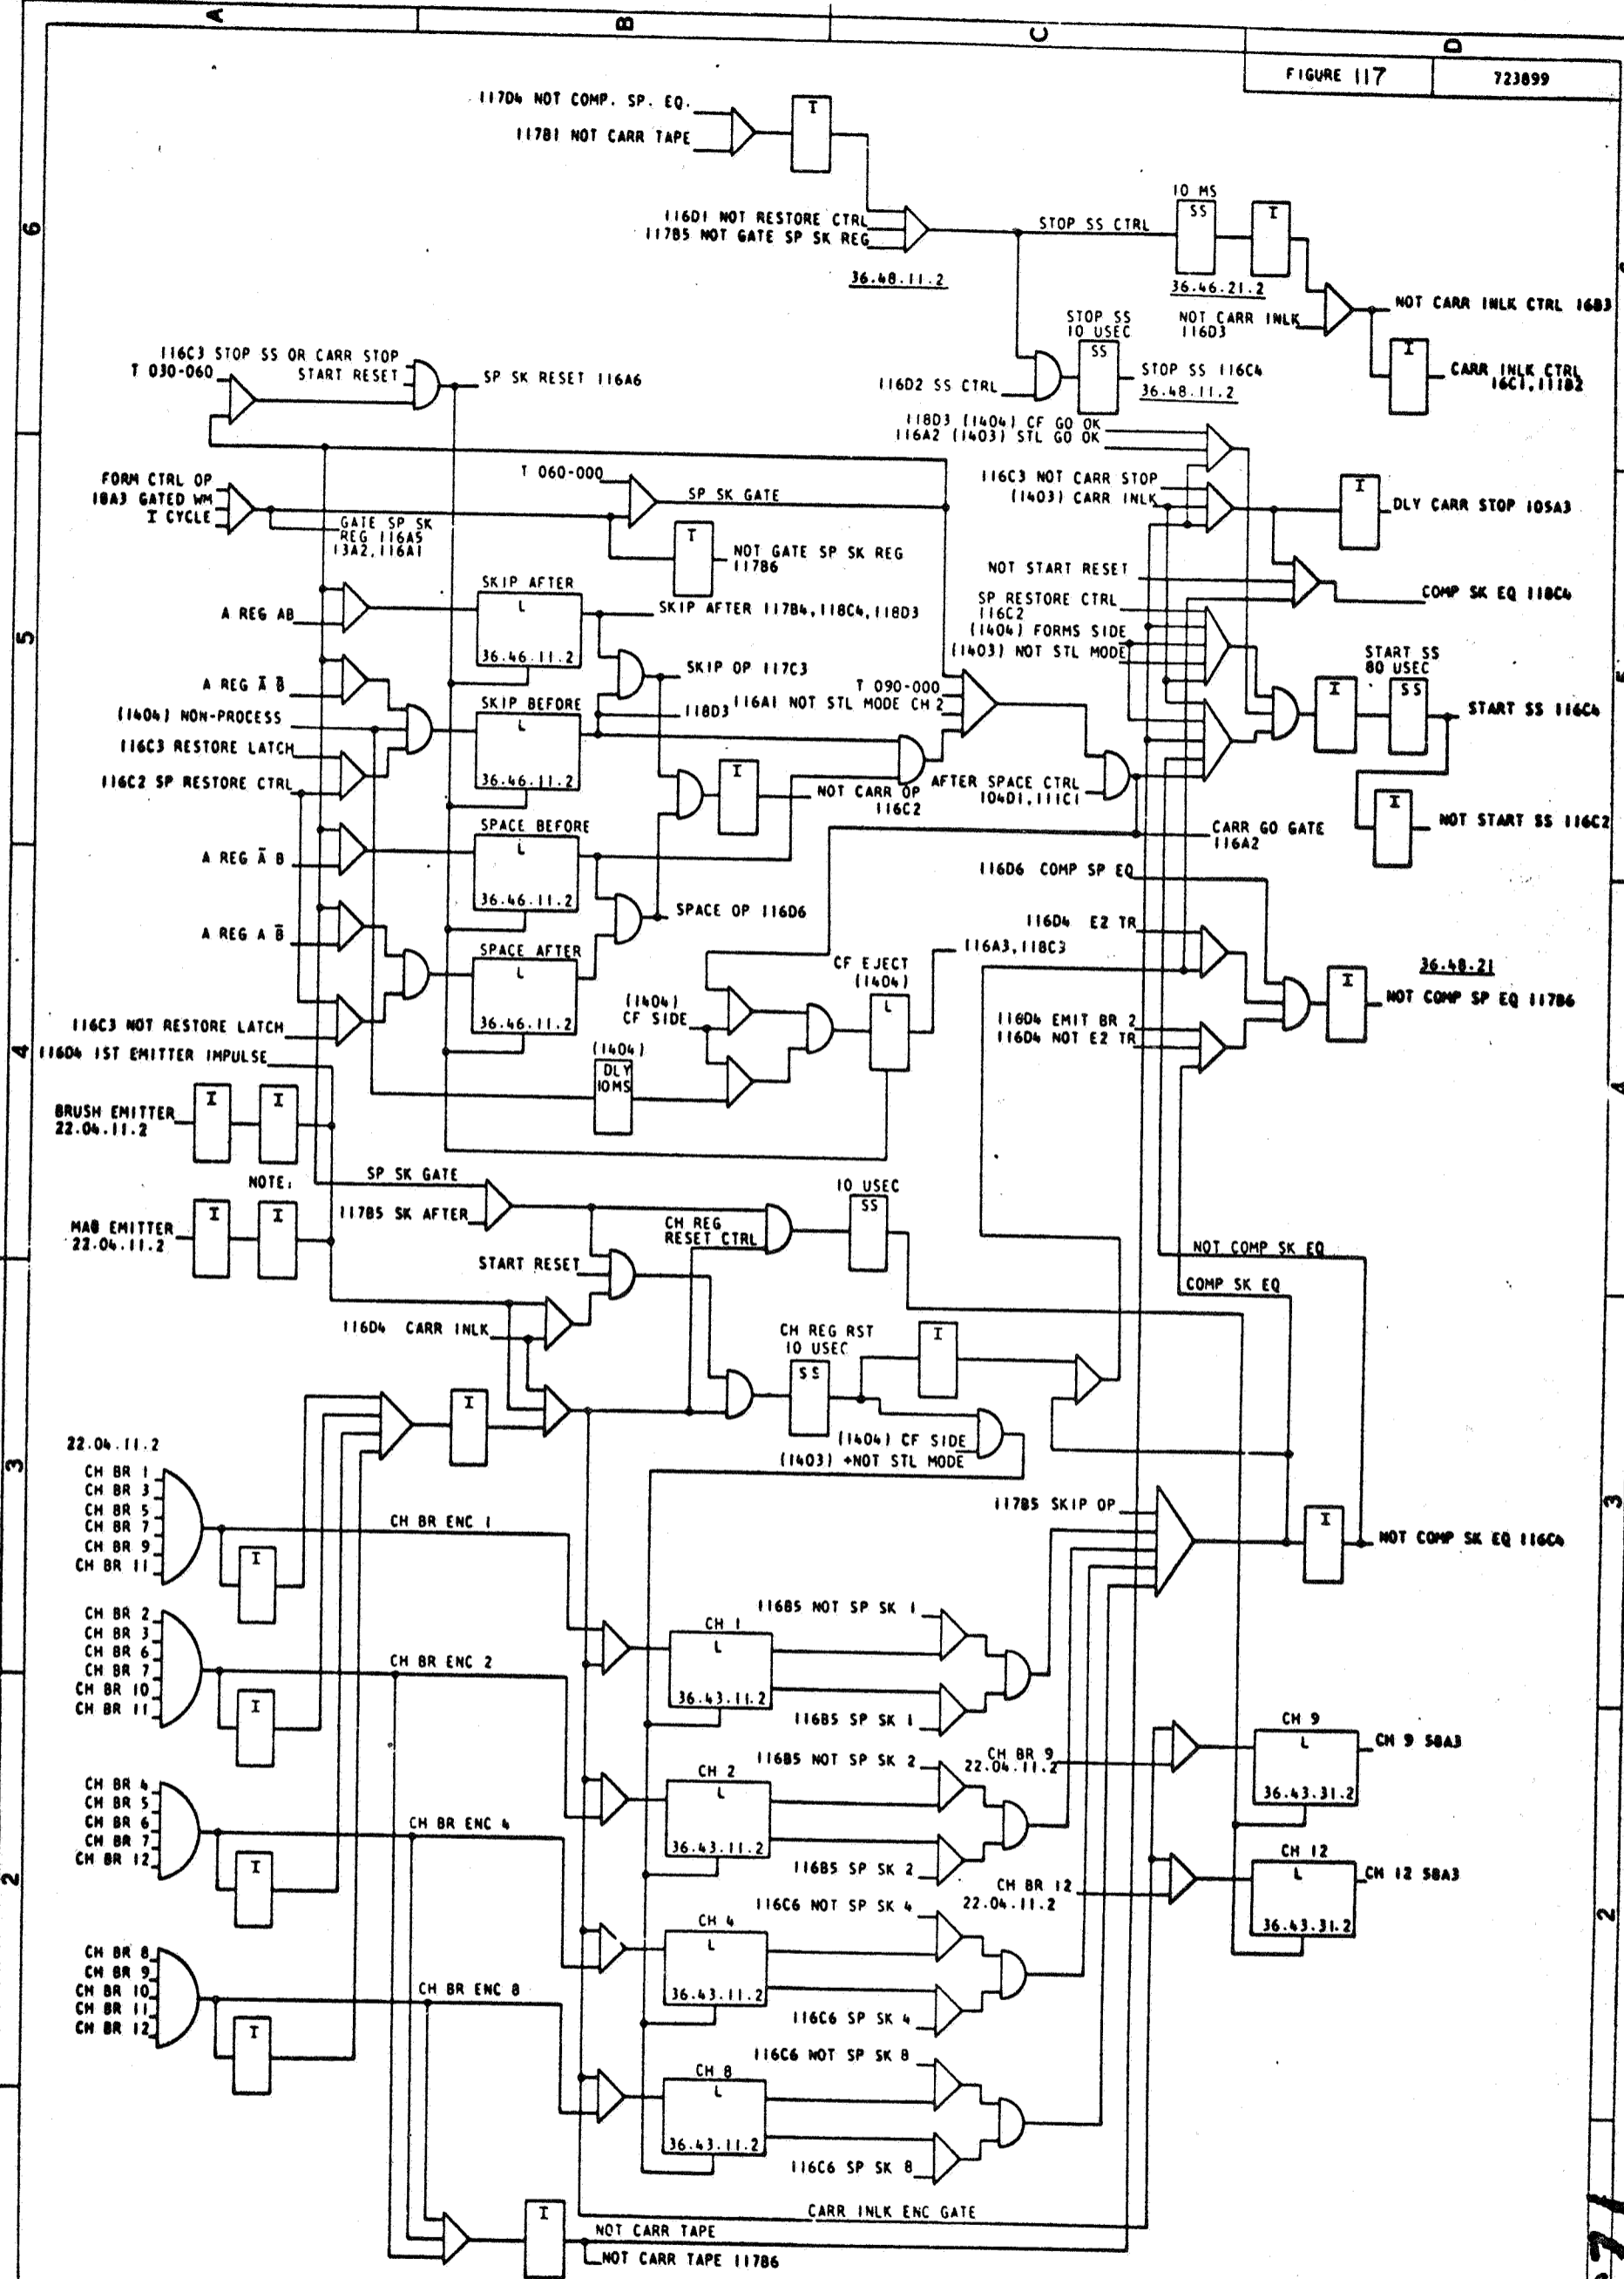 A
B
C
D
FIGURE 117
723899
6
5
4
3
2
117D4 NOT COMP. SP. EQ.
117B1 NOT CARR TAPE
I
116D1 NOT RESTORE CTRL
117B5 NOT GATE SP SK REG
36.48.11.2
STOP SS CTRL
10 MS
SS
36.46.21.2
I
NOT CARR INLK
116D3
NOT CARR INLK CTRL 16B3
I
CARR INLK CTRL
16C1,111B2
STOP SS
10 USEC
SS
116D2 SS CTRL
STOP SS 116C4
36.48.11.2
116C3 STOP SS OR CARR STOP
START RESET
T 030-060
SP SK RESET 116A6
118D3 (1404) CF GO OK
116A2 (1403) STL GO OK
116C3 NOT CARR STOP
(1403) CARR INLK
I
DLY CARR STOP 105A3
FORM CTRL OP
18A3 GATED WM
I CYCLE
GATE SP SK
REG 116A5
13A2,116A1
T 060-000
SP SK GATE
I
NOT GATE SP SK REG
117B6
NOT START RESET
COMP SK EQ 118C4
SP RESTORE CTRL
116C2
(1404) FORMS SIDE
(1403) NOT STL MODE
A REG AB
SKIP AFTER
L
36.46.11.2
SKIP AFTER 117B4,118C4,118D3
SKIP OP 117C3
A REG A̅ B̅
(1404) NON-PROCESS
116C3 RESTORE LATCH
116C2 SP RESTORE CTRL
SKIP BEFORE
L
36.46.11.2
118D3
T 090-000
116A1 NOT STL MODE CH 2
START SS
80 USEC
I
SS
START SS 116C4
I
NOT START SS 116C2
I
NOT CARR OP
116C2
AFTER SPACE CTRL
104D1,111C1
CARR GO GATE
116A2
A REG A̅ B
SPACE BEFORE
L
36.46.11.2
116D6 COMP SP EQ
A REG A B̅
SPACE AFTER
L
36.46.11.2
SPACE OP 116D6
116D4 E2 TR
116C3 NOT RESTORE LATCH
(1404)
CF SIDE
CF EJECT
(1404)
L
116A3,118C3
36.48.21
I
NOT COMP SP EQ 117B6
116D4 EMIT BR 2
116D4 NOT E2 TR
116D4 1ST EMITTER IMPULSE
(1404)
DLY
10MS
BRUSH EMITTER
22.04.11.2
I
I
NOTE:
MAG EMITTER
22.04.11.2
I
I
SP SK GATE
117B5 SK AFTER
START RESET
116D4 CARR INLK
CH REG
RESET CTRL
10 USEC
SS
NOT COMP SK EQ
COMP SK EQ
CH REG RST
10 USEC
SS
I
(1404) CF SIDE
(1403) +NOT STL MODE
I
22.04.11.2
CH BR 1
CH BR 3
CH BR 5
CH BR 7
CH BR 9
CH BR 11
I
CH BR ENC 1
117B5 SKIP OP
I
NOT COMP SK EQ 116C4
CH BR 2
CH BR 3
CH BR 6
CH BR 7
CH BR 10
CH BR 11
I
CH BR ENC 2
CH 1
L
36.43.11.2
116B5 NOT SP SK 1
116B5 SP SK 1
CH BR 4
CH BR 5
CH BR 6
CH BR 7
CH BR 12
I
CH BR ENC 4
CH 2
L
36.43.11.2
116B5 NOT SP SK 2
116B5 SP SK 2
CH BR 9
22.04.11.2
CH 9
L
36.43.31.2
CH 9 58A3
CH BR 12
22.04.11.2
CH 12
L
36.43.31.2
CH 12 58A3
CH BR 8
CH BR 9
CH BR 10
CH BR 11
CH BR 12
I
CH BR ENC 8
CH 4
L
36.43.11.2
116C6 NOT SP SK 4
116C6 SP SK 4
CH 8
L
36.43.11.2
116C6 NOT SP SK 8
116C6 SP SK 8
CARR INLK ENC GATE
I
NOT CARR TAPE
NOT CARR TAPE 117B6